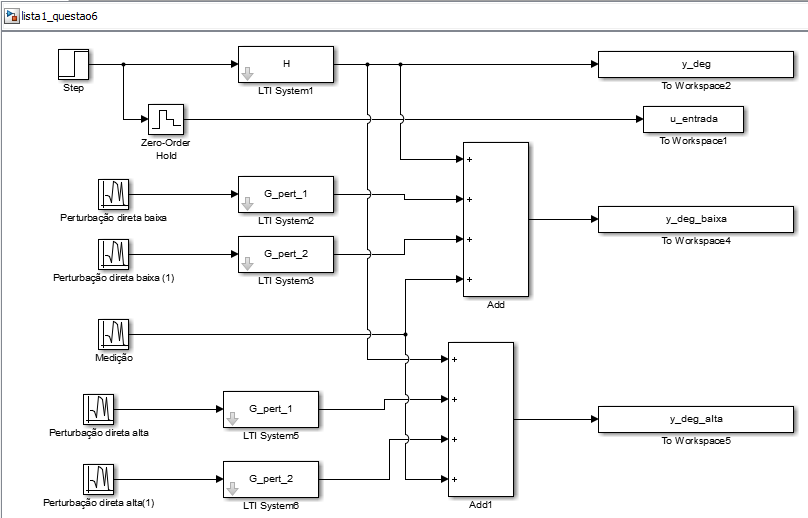 lista1_questao6
Step
H
LTI System1
y_deg
To Workspace2
Zero-Order
Hold
u_entrada
To Workspace1
Perturbação direta baixa
G_pert_1
LTI System2
+
+
+
+
Add
y_deg_baixa
To Workspace4
Perturbação direta baixa (1)
G_pert_2
LTI System3
Medição
Perturbação direta alta
G_pert_1
LTI System5
+
+
+
+
Add1
y_deg_alta
To Workspace5
Perturbação direta alta(1)
G_pert_2
LTI System6